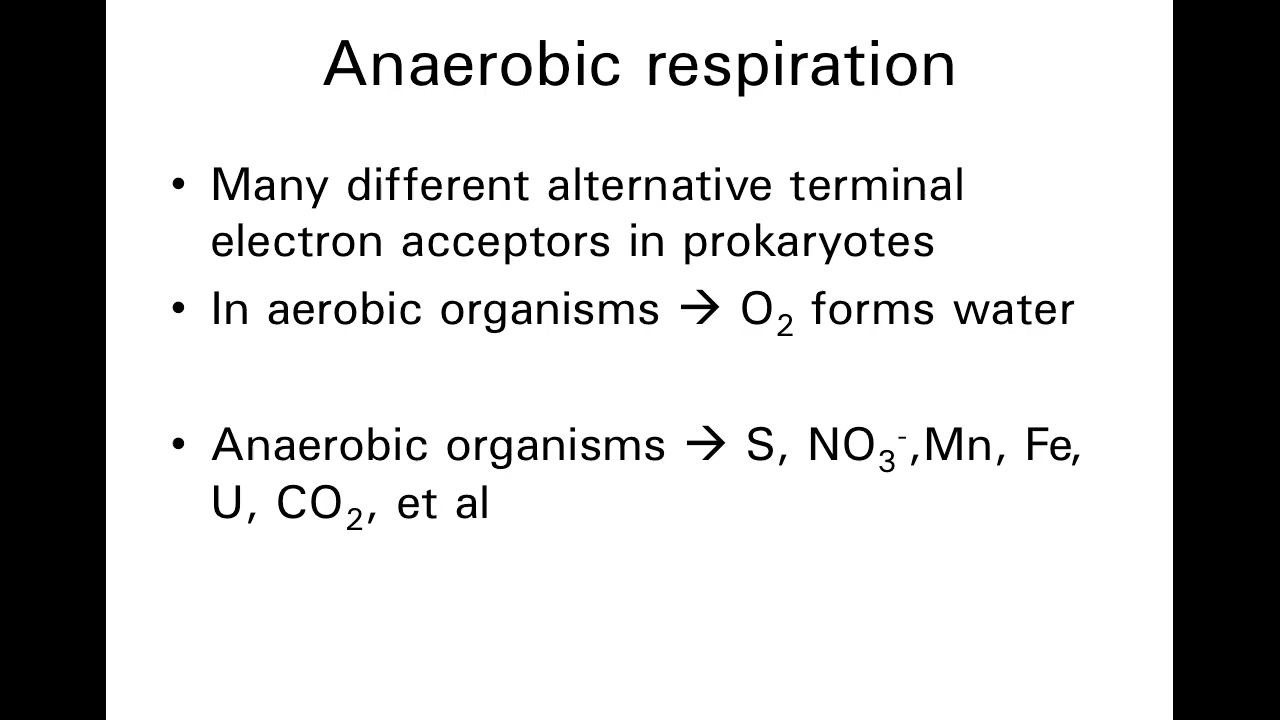 Anaerobic respiration
• Many different alternative terminal
electron acceptors in prokaryotes
• In aerobic organisms → O₂ forms water
• Anaerobic organisms → S, NO₃⁻,Mn, Fe,
U, CO₂, et al